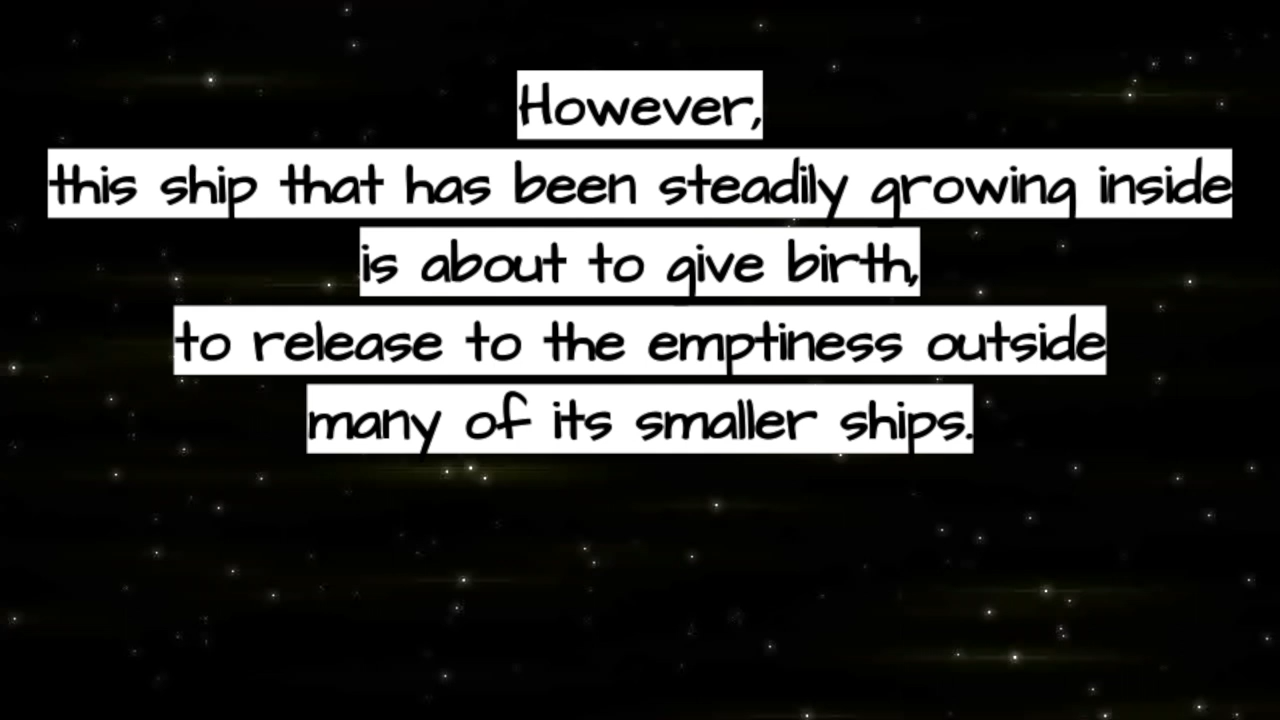 However,
this ship that has been steadily growing inside
is about to give birth,
to release to the emptiness outside
many of its smaller ships.